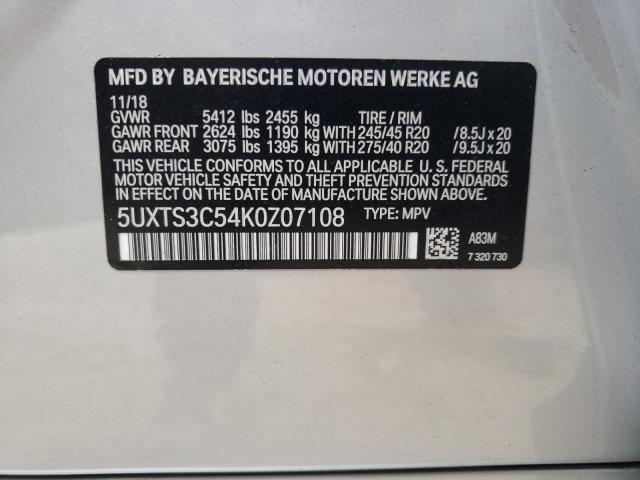 MFD BY BAYERISCHE MOTOREN WERKE AG
11/18
GVWR 5412 lbs 2455 kg TIRE / RIM
GAWR FRONT 2624 lbs 1190 kg WITH 245/45 R20 /8.5J x 20
GAWR REAR 3075 lbs 1395 kg WITH 275/40 R20 /9.5J x 20
THIS VEHICLE CONFORMS TO ALL APPLICABLE U. S. FEDERAL
MOTOR VEHICLE SAFETY AND THEFT PREVENTION STANDARDS
IN EFFECT ON THE DATE OF MANUFACTURE SHOWN ABOVE.
5UXTS3C54K0Z07108 TYPE: MPV
A83M
7 320 730